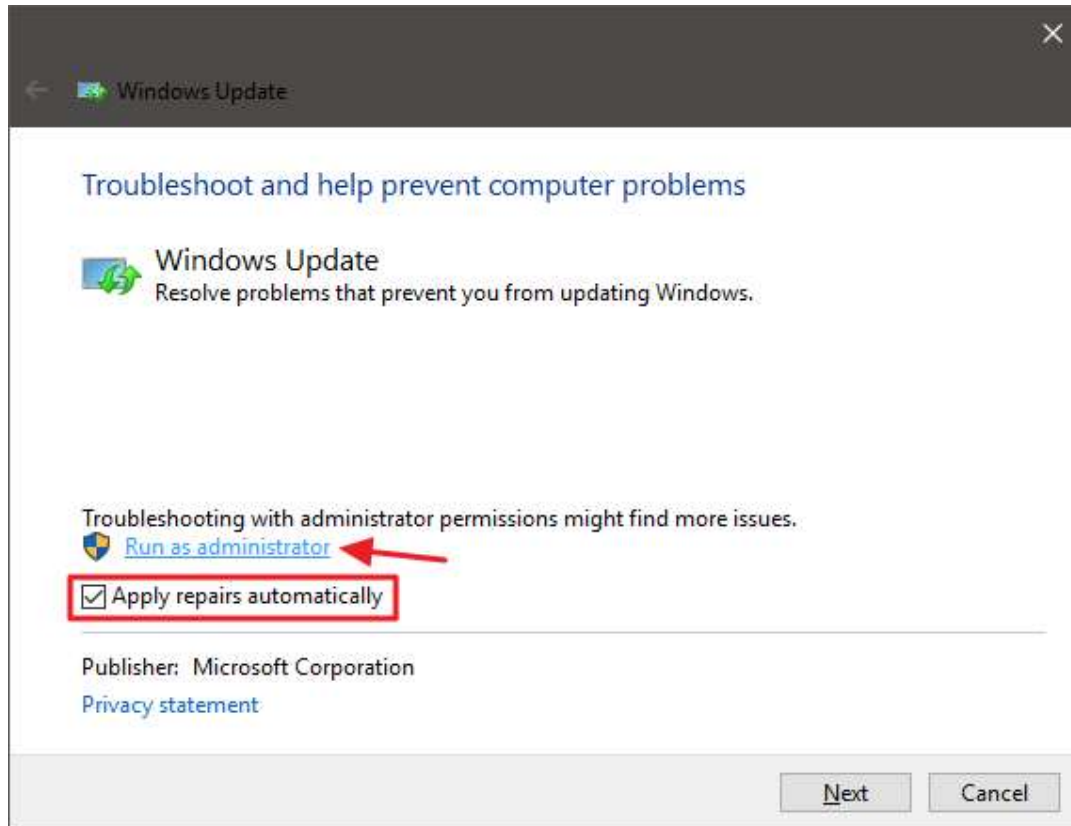 Windows Update
Troubleshoot and help prevent computer problems
Windows Update
Resolve problems that prevent you from updating Windows.
Troubleshooting with administrator permissions might find more issues.
Run as administrator
Apply repairs automatically
Publisher: Microsoft Corporation
Privacy statement
Next Cancel